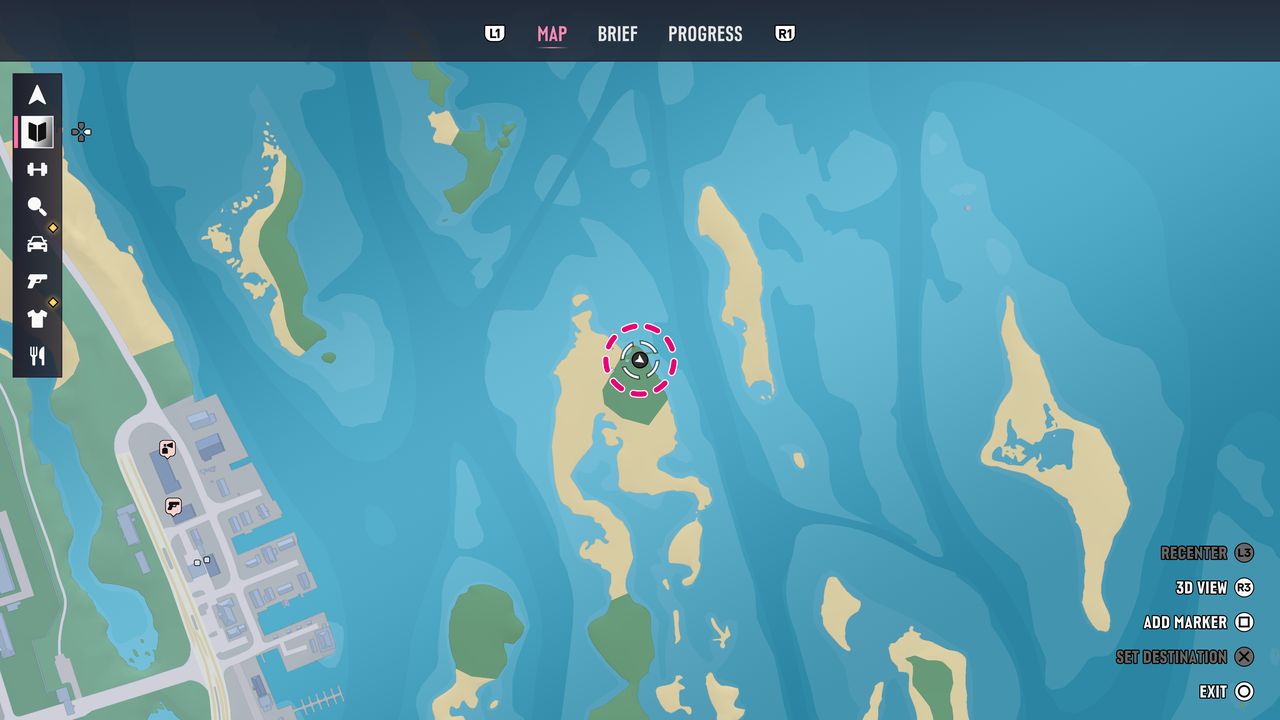 L1 MAP BRIEF PROGRESS R1
RECENTER L3
3D VIEW R3
ADD MARKER
SET DESTINATION
EXIT